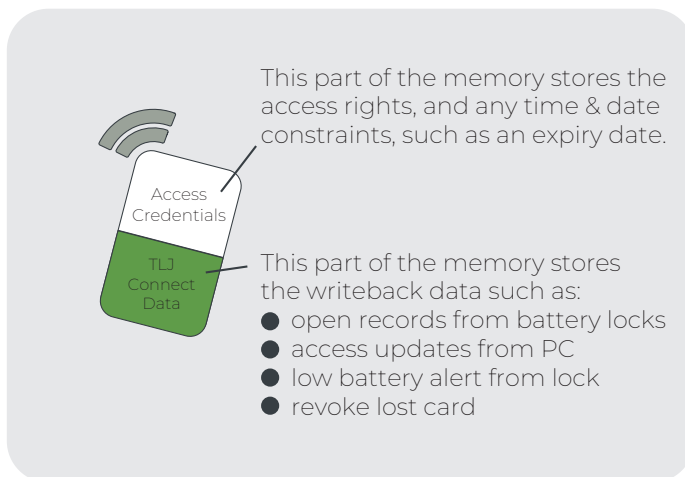 This part of the memory stores the
access rights, and any time & date
constraints, such as an expiry date.
Access
Credentials
TLJ
Connect
Data
This part of the memory stores
the writeback data such as:
● open records from battery locks
● access updates from PC
● low battery alert from lock
● revoke lost card